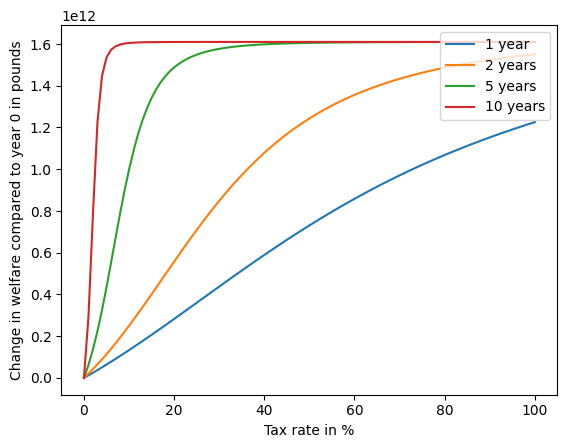 1e12
1 year
2 years
5 years
10 years
Change in welfare compared to year 0 in pounds
1.6
1.4
1.2
1.0
0.8
0.6
0.4
0.2
0.0
0 20 40 60 80 100
Tax rate in %